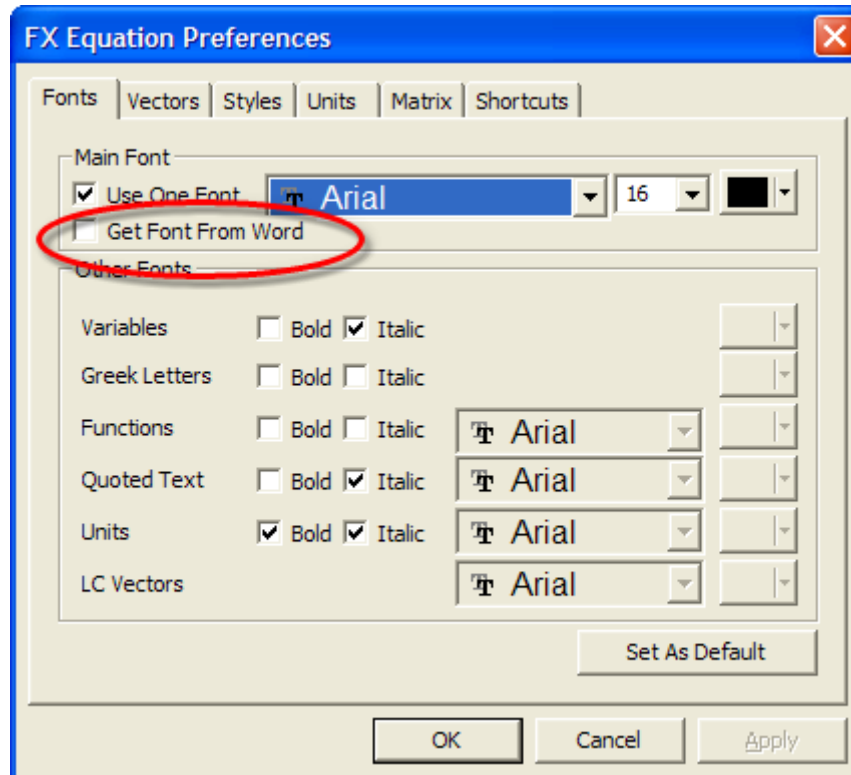 FX Equation Preferences
Fonts Vectors Styles Units Matrix Shortcuts
Main Font
Use One Font Arial 16
Get Font From Word
Other Fonts
Variables Bold Italic
Greek Letters Bold Italic
Functions Bold Italic Arial
Quoted Text Bold Italic Arial
Units Bold Italic Arial
LC Vectors Arial
Set As Default
OK Cancel Apply